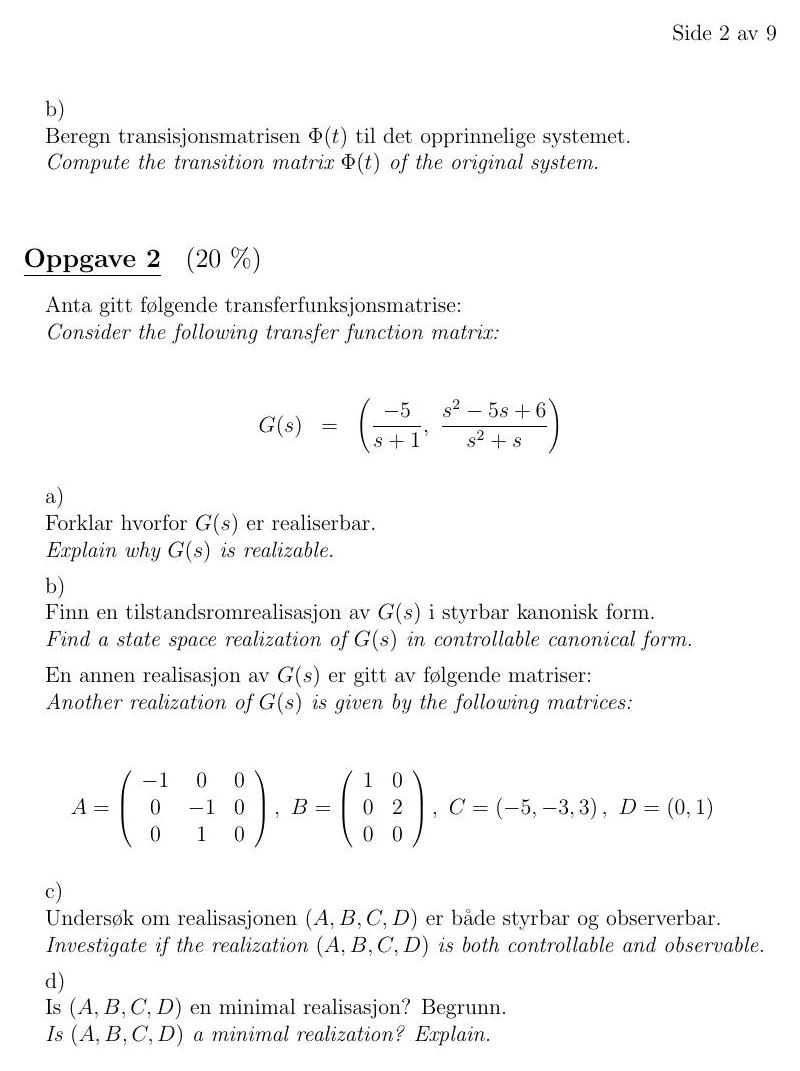 Side 2 av 9
b)
Beregn transisjonsmatrisen Φ(t) til det opprinnelige systemet.
Compute the transition matrix Φ(t) of the original system.
Oppgave 2 (20 %)
Anta gitt følgende transferfunksjonsmatrise:
Consider the following transfer function matrix:
G(s) = ( −5/(s + 1), (s² − 5s + 6)/(s² + s) )
a)
Forklar hvorfor G(s) er realiserbar.
Explain why G(s) is realizable.
b)
Finn en tilstandsromrealisasjon av G(s) i styrbar kanonisk form.
Find a state space realization of G(s) in controllable canonical form.
En annen realisasjon av G(s) er gitt av følgende matriser:
Another realization of G(s) is given by the following matrices:
A = ( −1 0 0 ; 0 −1 0 ; 0 1 0 ), B = ( 1 0 ; 0 2 ; 0 0 ), C = (−5, −3, 3), D = (0, 1)
c)
Undersøk om realisasjonen (A, B, C, D) er både styrbar og observerbar.
Investigate if the realization (A, B, C, D) is both controllable and observable.
d)
Is (A, B, C, D) en minimal realisasjon? Begrunn.
Is (A, B, C, D) a minimal realization? Explain.